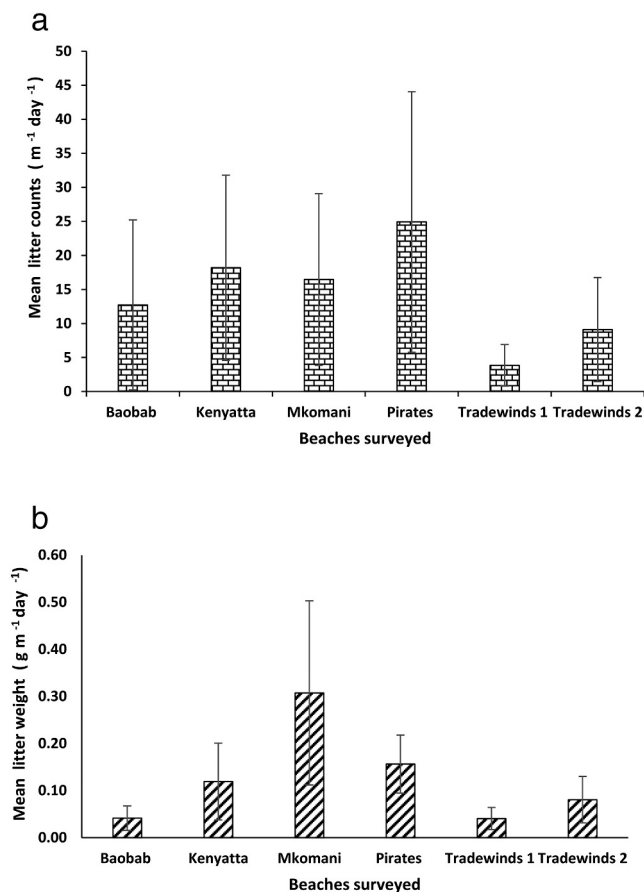 a
Mean litter counts ( m⁻¹ day⁻¹)
50
45
40
35
30
25
20
15
10
5
0
Baobab Kenyatta Mkomani Pirates Tradewinds 1 Tradewinds 2
Beaches surveyed
b
Mean litter weight ( g m⁻¹ day⁻¹)
0.60
0.50
0.40
0.30
0.20
0.10
0.00
Baobab Kenyatta Mkomani Pirates Tradewinds 1 Tradewinds 2
Beaches surveyed